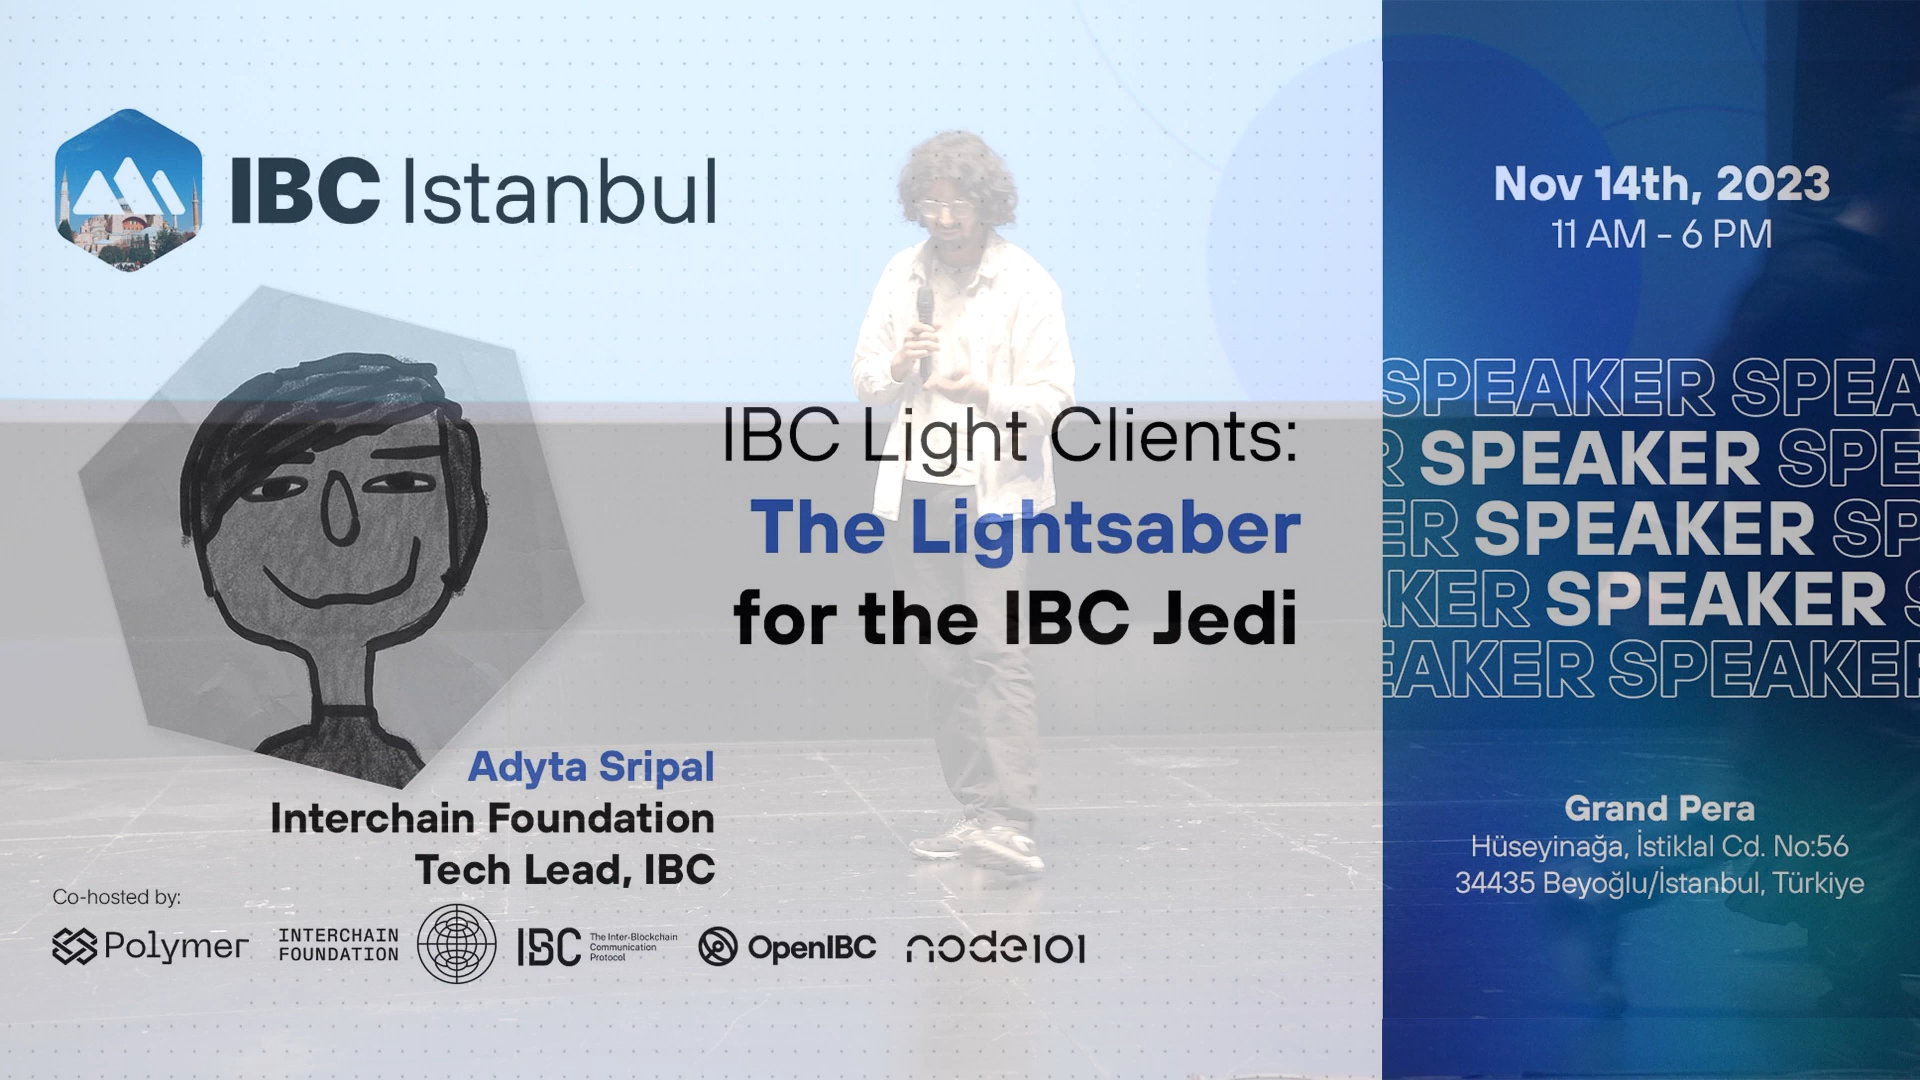 IBC Istanbul
IBC Light Clients:
The Lightsaber
for the IBC Jedi
Adyta Sripal
Interchain Foundation
Tech Lead, IBC
Co-hosted by:
Polymer
INTERCHAIN
FOUNDATION
IBC
The Inter-Blockchain
Communication
Protocol
OpenIBC
node101
Nov 14th, 2023
11 AM - 6 PM
SPEAKER SPEA
R SPEAKER SPE
ER SPEAKER SP
AKER SPEAKER S
EAKER SPEAKER
Grand Pera
Hüseyinağa, İstiklal Cd. No:56
34435 Beyoğlu/İstanbul, Türkiye